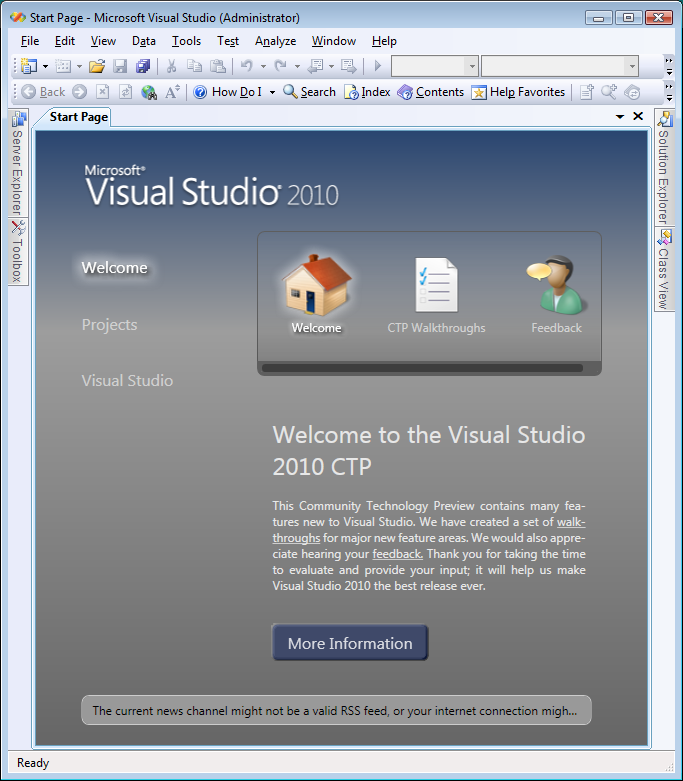 Start Page - Microsoft Visual Studio (Administrator)
File Edit View Data Tools Test Analyze Window Help
Back How Do I Search Index Contents Help Favorites
Start Page
Server Explorer
Toolbox
Solution Explorer
Class View
Microsoft®
Visual Studio® 2010
Welcome
Projects
Visual Studio
Welcome CTP Walkthroughs Feedback
Welcome to the Visual Studio
2010 CTP
This Community Technology Preview contains many fea-
tures new to Visual Studio. We have created a set of walk-
throughs for major new feature areas. We would also appre-
ciate hearing your feedback. Thank you for taking the time
to evaluate and provide your input; it will help us make
Visual Studio 2010 the best release ever.
More Information
The current news channel might not be a valid RSS feed, or your internet connection migh...
Ready